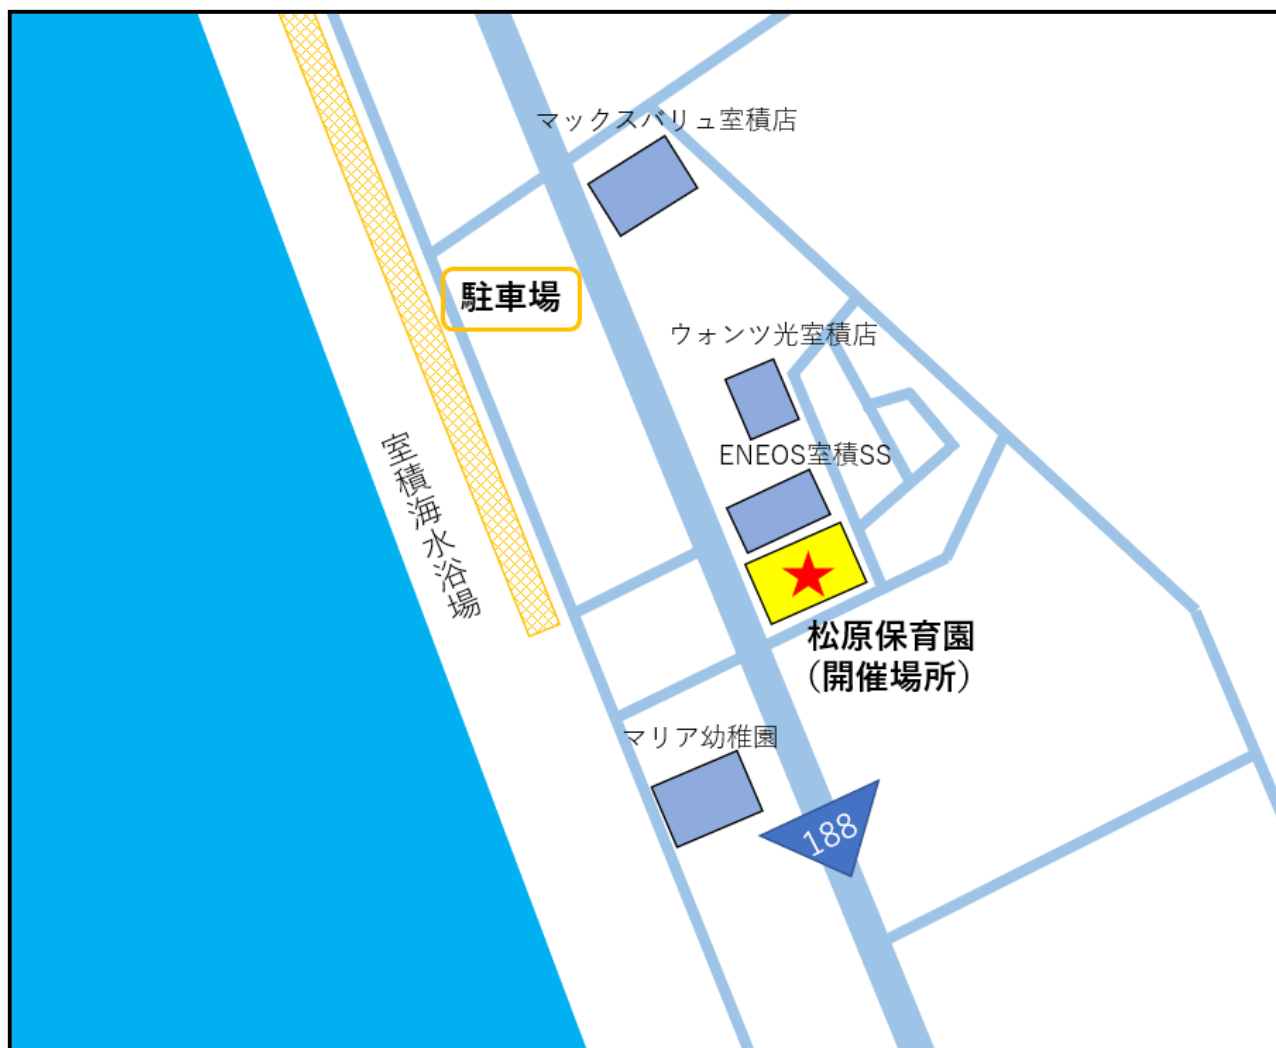 マックスバリュ室積店
駐車場
ウォンツ光室積店
ENEOS室積SS
室積海水浴場
松原保育園
（開催場所）
マリア幼稚園
188